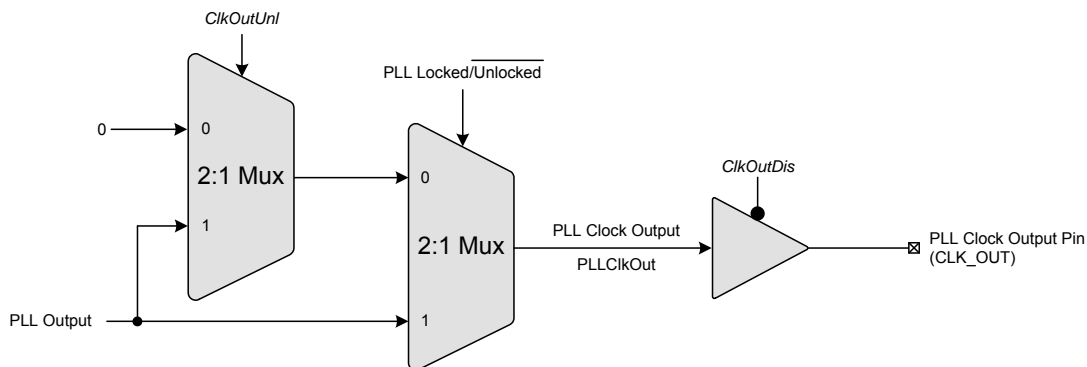 ClkOutUnl
PLL Locked/Unlocked
0
0
2:1 Mux
1
0
2:1 Mux
1
PLL Output
PLL Clock Output
PLLClkOut
ClkOutDis
PLL Clock Output Pin
(CLK_OUT)